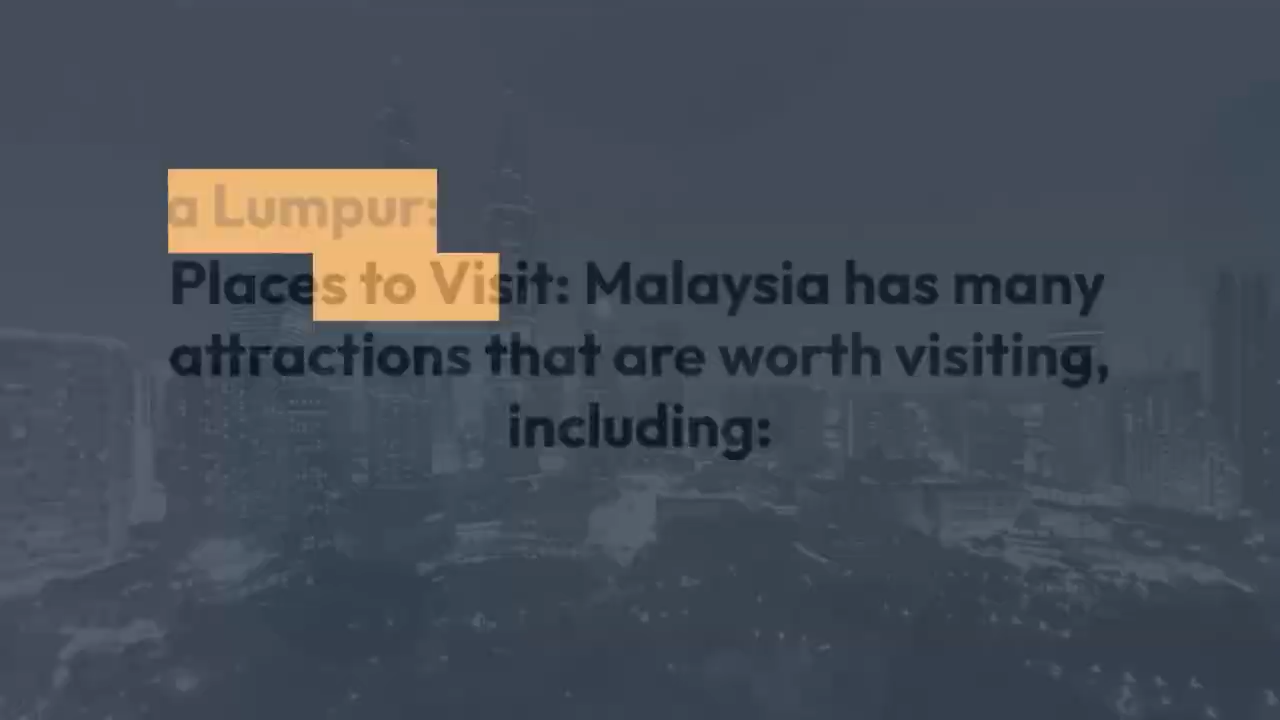 a Lumpur:
Places to Visit: Malaysia has many
attractions that are worth visiting,
including: